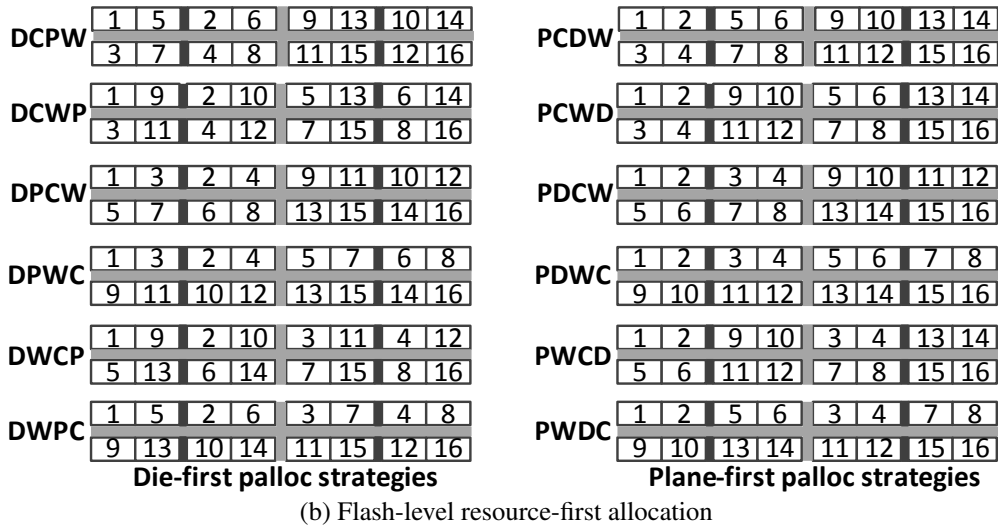 DCPW 1 5 2 6 9 13 10 14
3 7 4 8 11 15 12 16
DCWP 1 9 2 10 5 13 6 14
3 11 4 12 7 15 8 16
DPCW 1 3 2 4 9 11 10 12
5 7 6 8 13 15 14 16
DPWC 1 3 2 4 5 7 6 8
9 11 10 12 13 15 14 16
DWCP 1 9 2 10 3 11 4 12
5 13 6 14 7 15 8 16
DWPC 1 5 2 6 3 7 4 8
9 13 10 14 11 15 12 16
Die-first palloc strategies
PCDW 1 2 5 6 9 10 13 14
3 4 7 8 11 12 15 16
PCWD 1 2 9 10 5 6 13 14
3 4 11 12 7 8 15 16
PDCW 1 2 3 4 9 10 11 12
5 6 7 8 13 14 15 16
PDWC 1 2 3 4 5 6 7 8
9 10 11 12 13 14 15 16
PWCD 1 2 9 10 3 4 13 14
5 6 11 12 7 8 15 16
PWDC 1 2 5 6 3 4 7 8
9 10 13 14 11 12 15 16
Plane-first palloc strategies
(b) Flash-level resource-first allocation